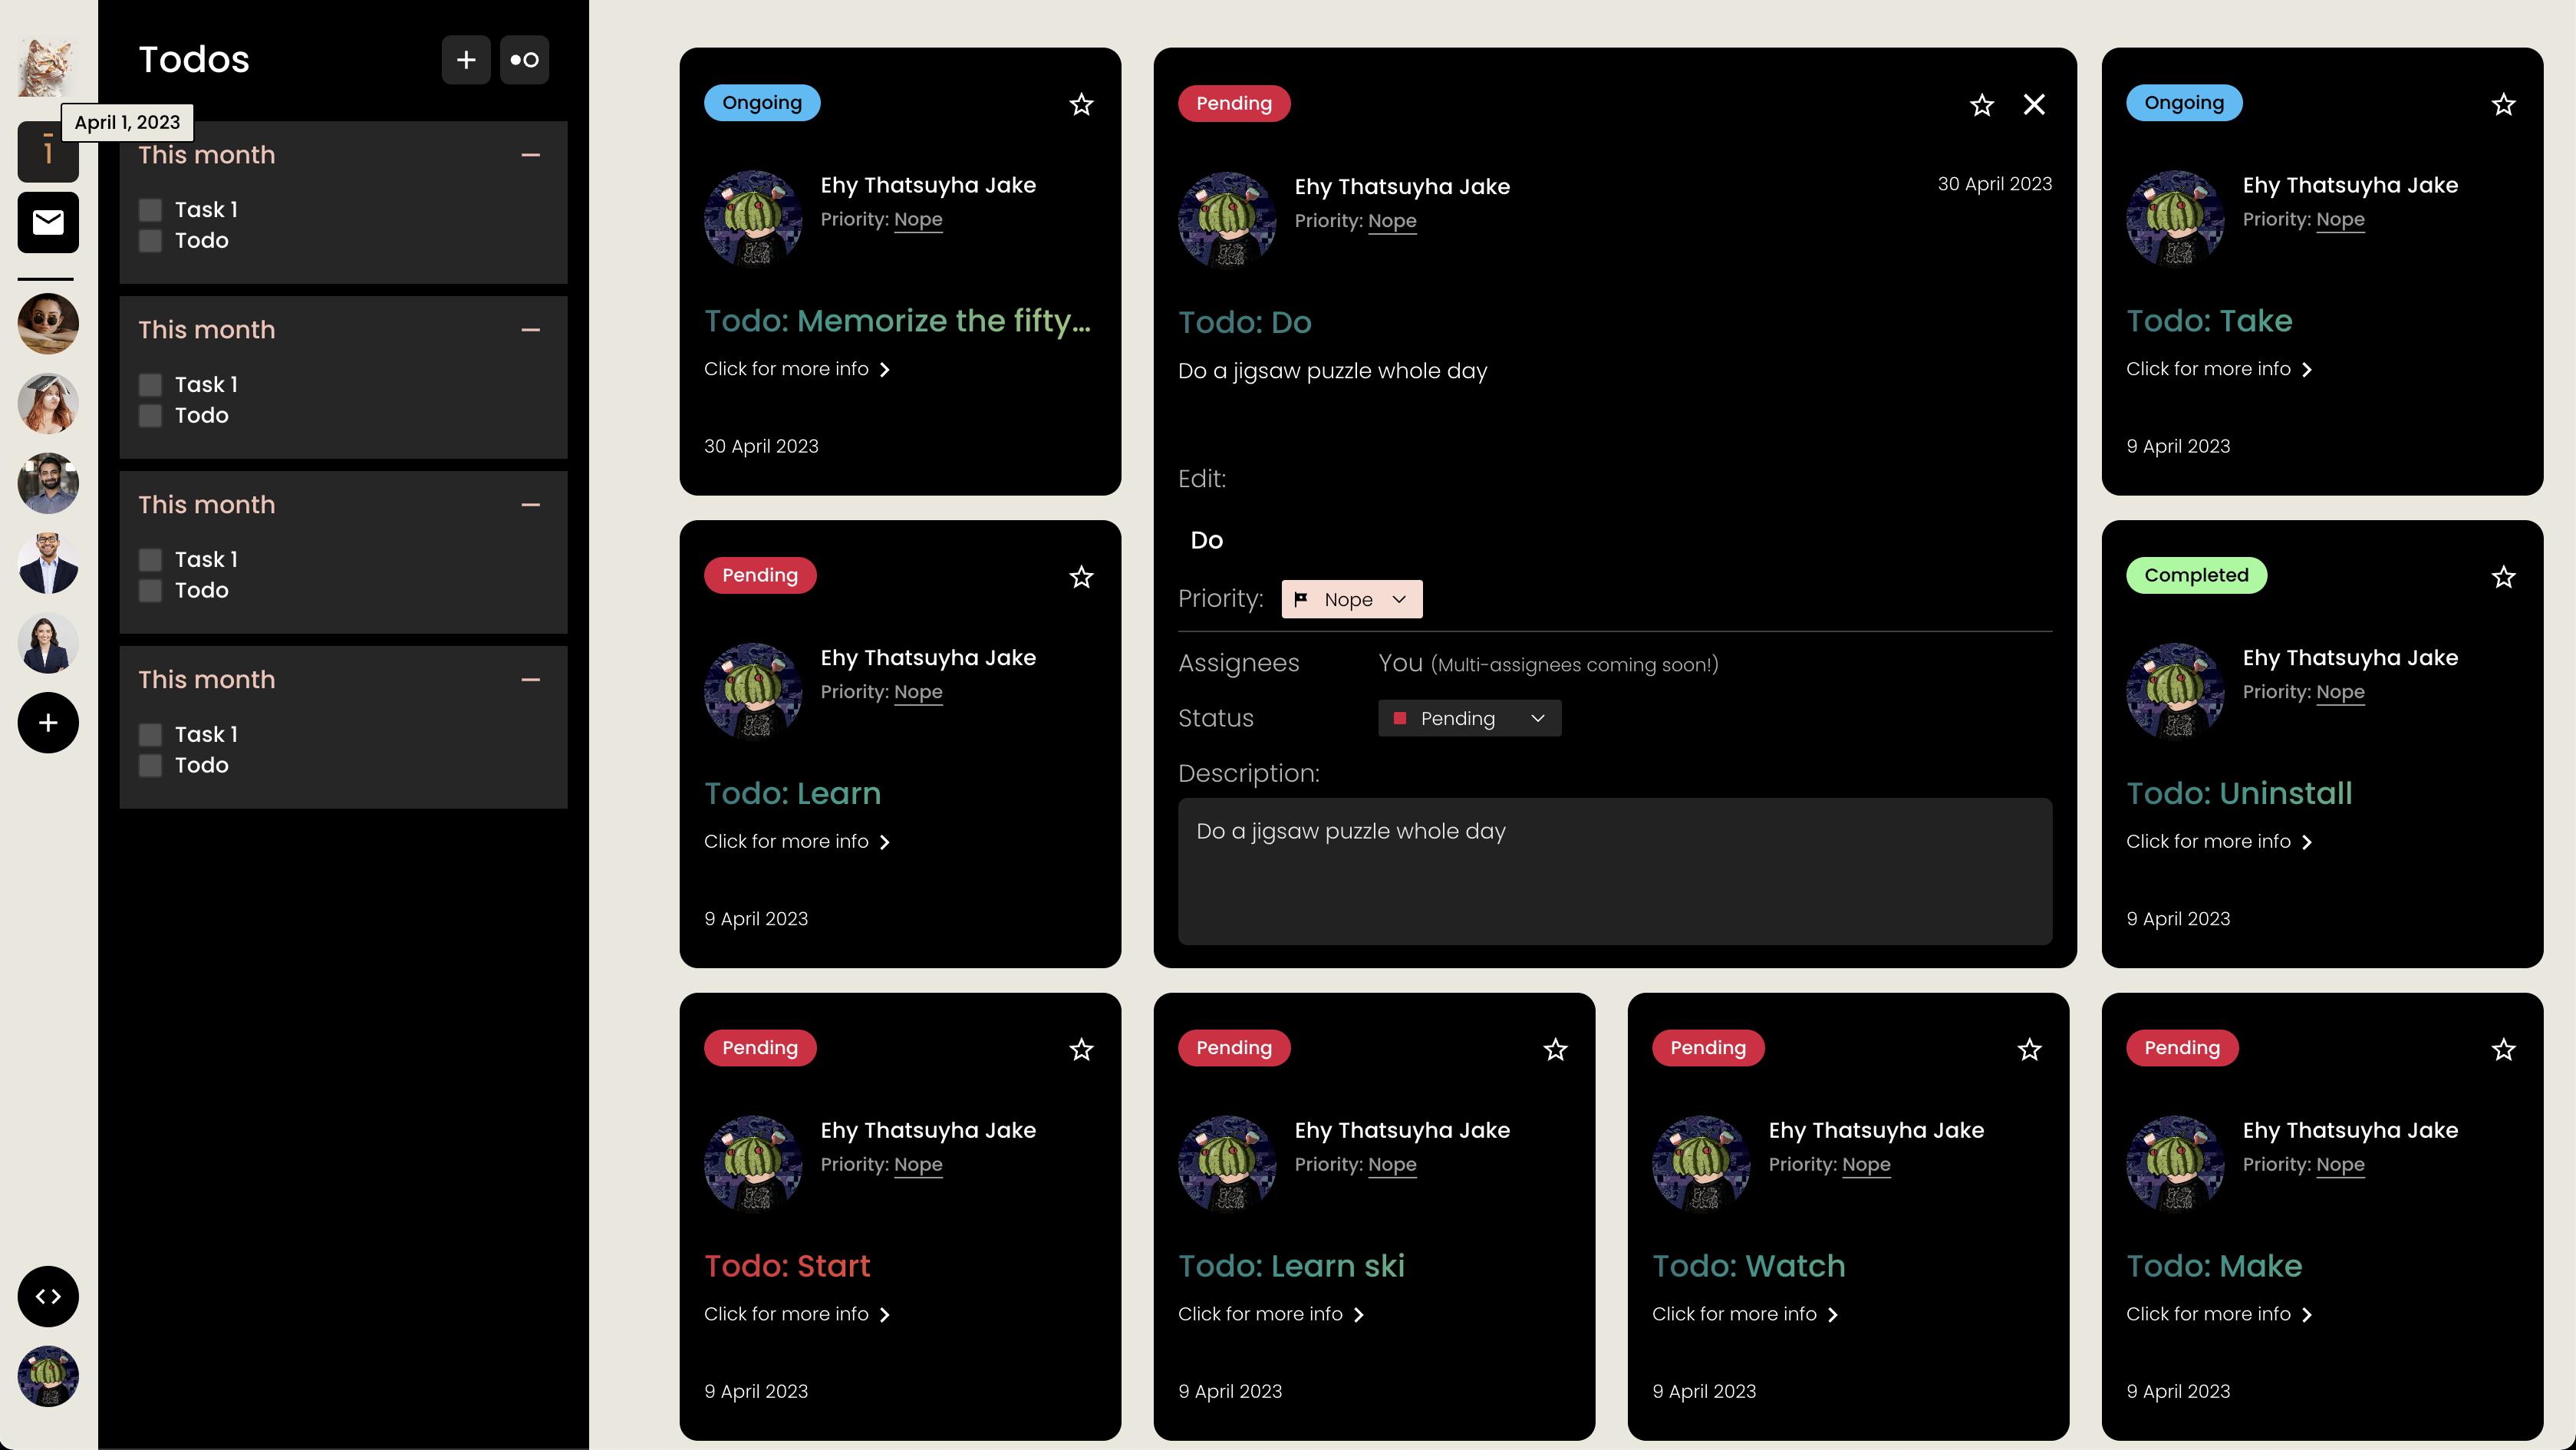 Todos
April 1, 2023
1
This month
Task 1
Todo
This month
Task 1
Todo
This month
Task 1
Todo
This month
Task 1
Todo
Ongoing
Ehy Thatsuyha Jake
Priority: Nope
Todo: Memorize the fifty...
Click for more info
30 April 2023
Pending
Ehy Thatsuyha Jake
Priority: Nope
30 April 2023
Todo: Do
Do a jigsaw puzzle whole day
Edit:
Do
Priority: Nope
Assignees You (Multi-assignees coming soon!)
Status Pending
Description:
Do a jigsaw puzzle whole day
Ongoing
Ehy Thatsuyha Jake
Priority: Nope
Todo: Take
Click for more info
9 April 2023
Pending
Ehy Thatsuyha Jake
Priority: Nope
Todo: Learn
Click for more info
9 April 2023
Completed
Ehy Thatsuyha Jake
Priority: Nope
Todo: Uninstall
Click for more info
9 April 2023
Pending
Ehy Thatsuyha Jake
Priority: Nope
Todo: Start
Click for more info
9 April 2023
Pending
Ehy Thatsuyha Jake
Priority: Nope
Todo: Learn ski
Click for more info
9 April 2023
Pending
Ehy Thatsuyha Jake
Priority: Nope
Todo: Watch
Click for more info
9 April 2023
Pending
Ehy Thatsuyha Jake
Priority: Nope
Todo: Make
Click for more info
9 April 2023